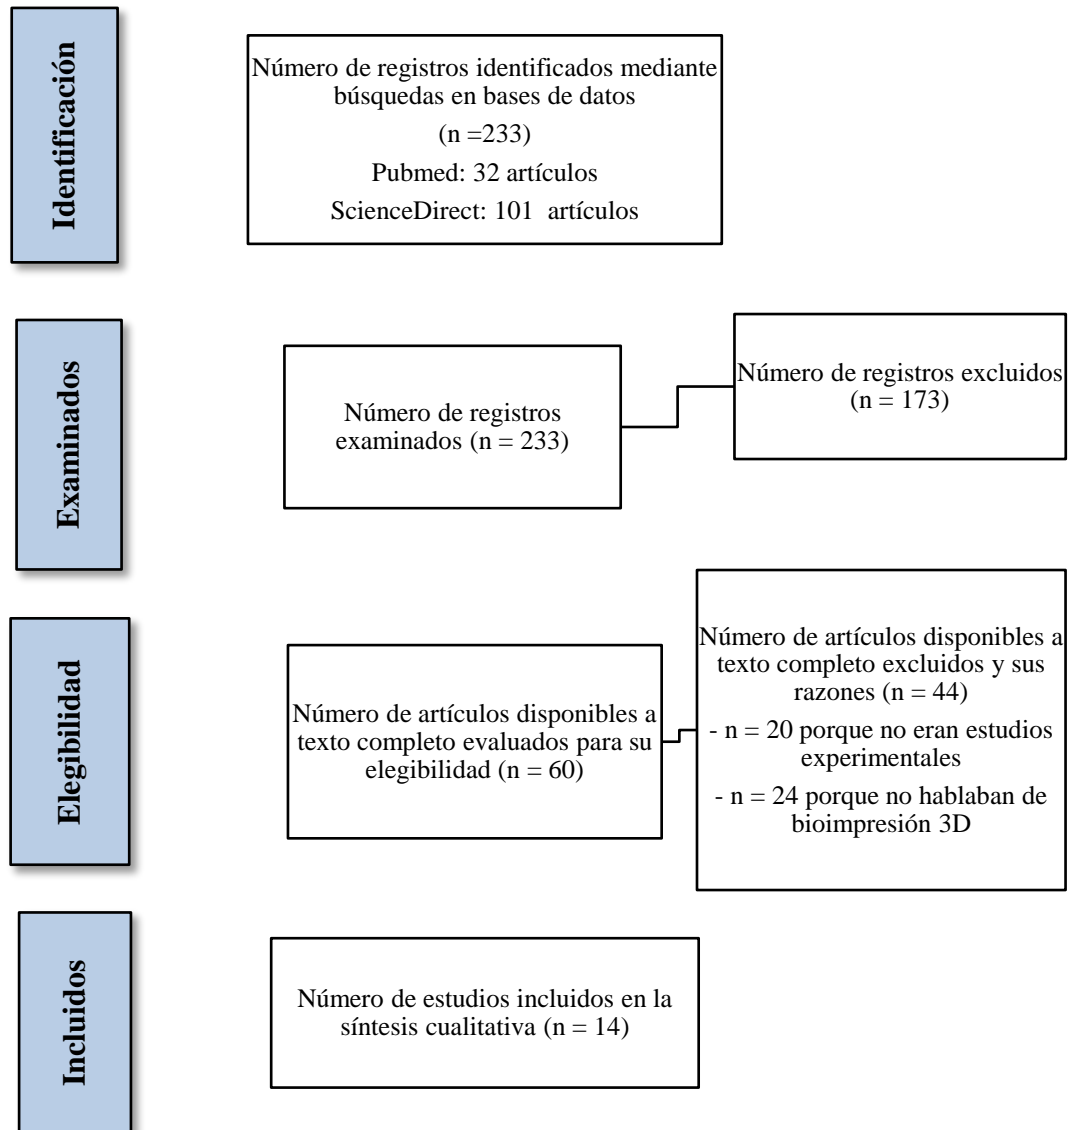 Identificación
Número de registros identificados mediante
búsquedas en bases de datos
(n =233)
Pubmed: 32 artículos
ScienceDirect: 101  artículos
Examinados
Número de registros
examinados (n = 233)
Número de registros excluidos
(n = 173)
Elegibilidad
Número de artículos disponibles a
texto completo evaluados para su
elegibilidad (n = 60)
Número de artículos disponibles a
texto completo excluidos y sus
razones (n = 44)
- n = 20 porque no eran estudios
experimentales
- n = 24 porque no hablaban de
bioimpresión 3D
Incluidos
Número de estudios incluidos en la
síntesis cualitativa (n = 14)